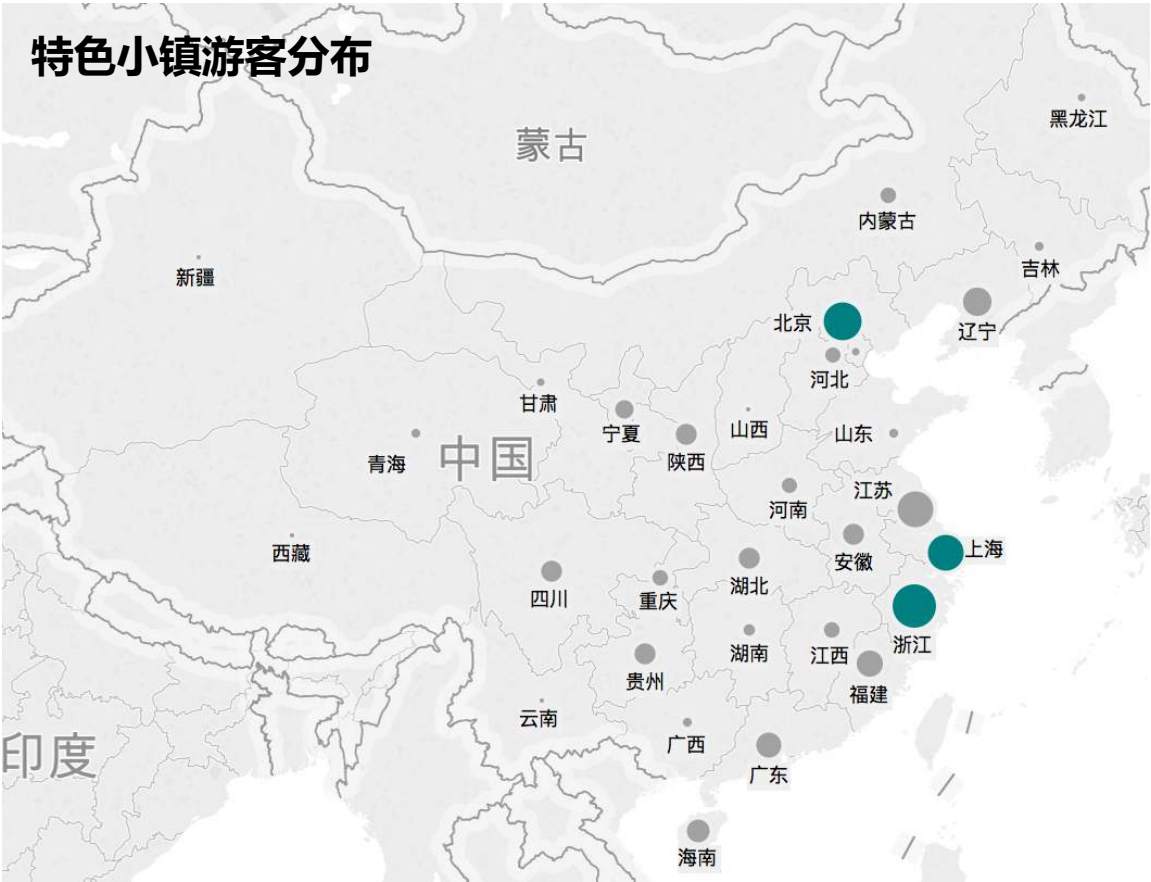 特色小镇游客分布
黑龙江
蒙古
内蒙古
吉林
新疆
北京
辽宁
河北
甘肃
宁夏
山西
山东
陕西
青海
中国
江苏
河南
西藏
安徽
上海
湖北
四川
重庆
浙江
湖南
江西
贵州
福建
云南
广西
印度
广东
海南